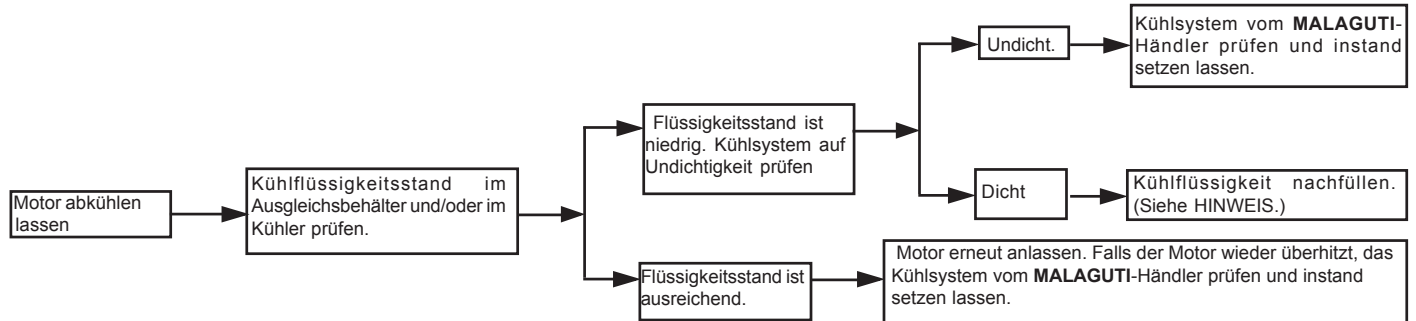 Motor abkühlen
lassen
Kühlflüssigkeitsstand im
Ausgleichsbehälter und/oder im
Kühler prüfen.
Flüssigkeitsstand ist
niedrig. Kühlsystem auf
Undichtigkeit prüfen
Undicht.
Kühlsystem vom MALAGUTI-
Händler prüfen und instand
setzen lassen.
Dicht
Kühlflüssigkeit nachfüllen.
(Siehe HINWEIS.)
Flüssigkeitsstand ist
ausreichend.
Motor erneut anlassen. Falls der Motor wieder überhitzt, das
Kühlsystem vom MALAGUTI-Händler prüfen und instand
setzen lassen.